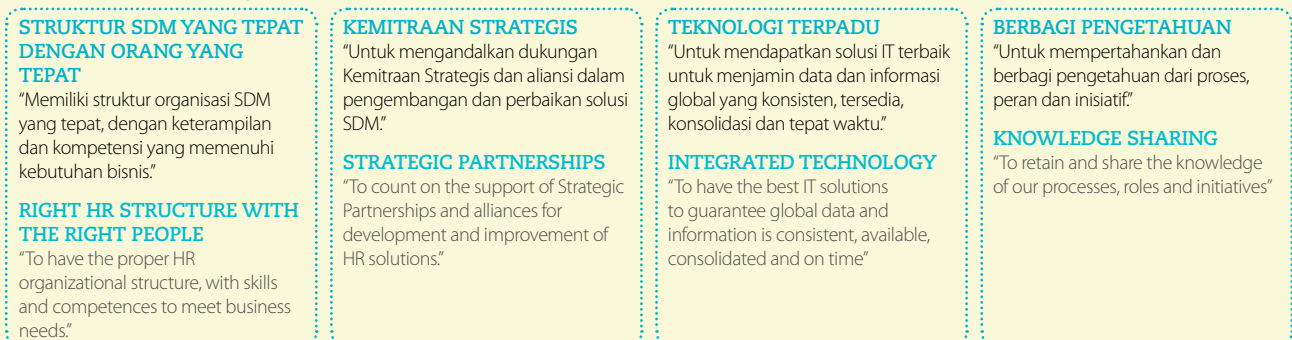 STRUKTUR SDM YANG TEPAT
DENGAN ORANG YANG
TEPAT
“Memiliki struktur organisasi SDM
yang tepat, dengan keterampilan
dan kompetensi yang memenuhi
kebutuhan bisnis.”
RIGHT HR STRUCTURE WITH
THE RIGHT PEOPLE
“To have the proper HR
organizational structure, with skills
and competences to meet business
needs.”
KEMITRAAN STRATEGIS
“Untuk mengandalkan dukungan
Kemitraan Strategis dan aliansi dalam
pengembangan dan perbaikan solusi
SDM.”
STRATEGIC PARTNERSHIPS
“To count on the support of Strategic
Partnerships and alliances for
development and improvement of
HR solutions.”
TEKNOLOGI TERPADU
“Untuk mendapatkan solusi IT terbaik
untuk menjamin data dan informasi
global yang konsisten, tersedia,
konsolidasi dan tepat waktu.”
INTEGRATED TECHNOLOGY
“To have the best IT solutions
to guarantee global data and
information is consistent, available,
consolidated and on time”
BERBAGI PENGETAHUAN
“Untuk mempertahankan dan
berbagi pengetahuan dari proses,
peran dan inisiatif.”
KNOWLEDGE SHARING
“To retain and share the knowledge
of our processes, roles and initiatives”